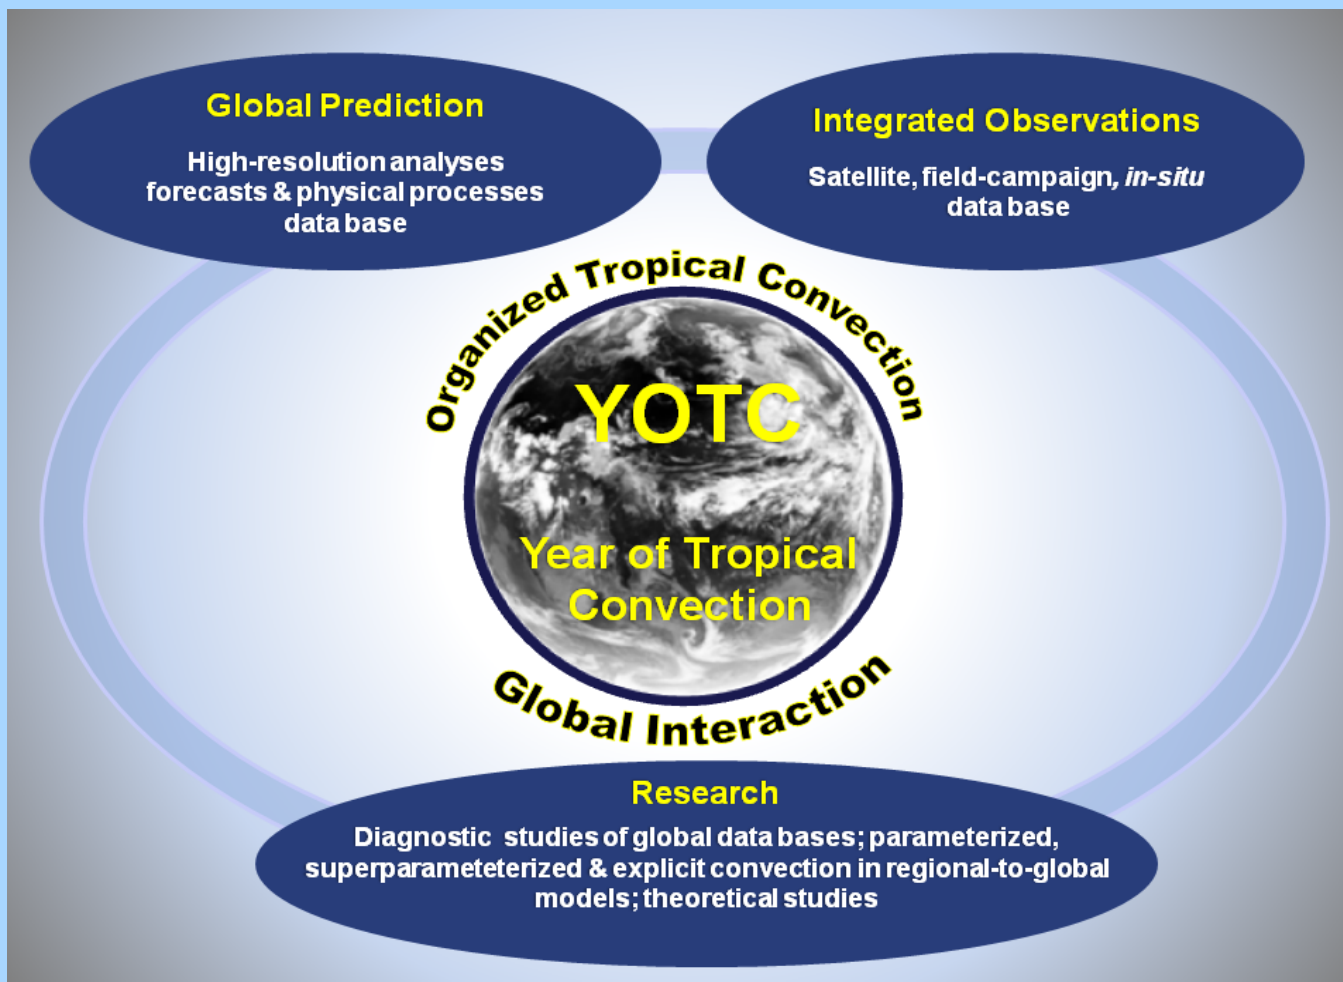 Global Prediction
High-resolution analyses
forecasts & physical processes
data base
Integrated Observations
Satellite, field-campaign, in-situ
data base
Organized Tropical Convection
YOTC
Year of Tropical
Convection
Global Interaction
Research
Diagnostic studies of global data bases; parameterized,
superparameteterized & explicit convection in regional-to-global
models; theoretical studies